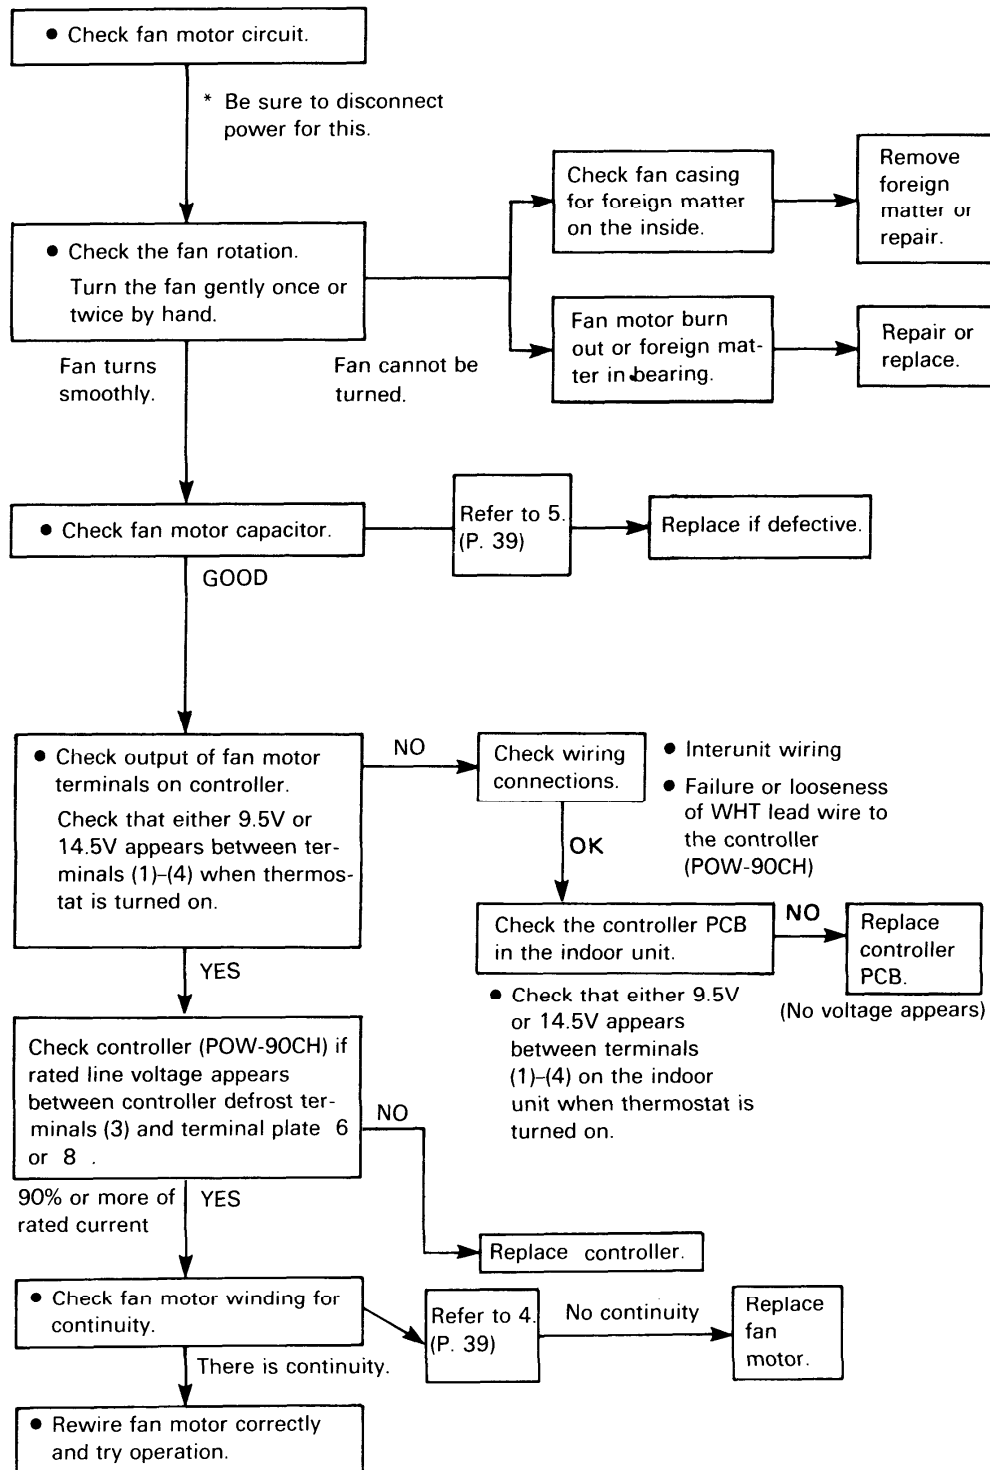 ● Check fan motor circuit.
* Be sure to disconnect
power for this.
● Check the fan rotation.
Turn the fan gently once or
twice by hand.
Fan turns
smoothly.
Fan cannot be
turned.
Check fan casing
for foreign matter
on the inside.
Remove
foreign
matter or
repair.
Fan motor burn
out or foreign mat-
ter in bearing.
Repair or
replace.
● Check fan motor capacitor.
Refer to 5.
(P. 39)
Replace if defective.
GOOD
● Check output of fan motor
terminals on controller.
Check that either 9.5V or
14.5V appears between ter-
minals (1)–(4) when thermos-
tat is turned on.
NO
Check wiring
connections.
● Interunit wiring
● Failure or looseness
of WHT lead wire to
the controller
(POW-90CH)
OK
Check the controller PCB
in the indoor unit.
NO
Replace
controller
PCB.
(No voltage appears)
● Check that either 9.5V
or 14.5V appears
between terminals
(1)–(4) on the indoor
unit when thermostat is
turned on.
YES
Check controller (POW-90CH) if
rated line voltage appears
between controller defrost ter-
minals (3) and terminal plate 6
or 8 .
NO
Replace controller.
90% or more of
rated current
YES
● Check fan motor winding for
continuity.
Refer to 4.
(P. 39)
No continuity
Replace
fan
motor.
There is continuity.
● Rewire fan motor correctly
and try operation.